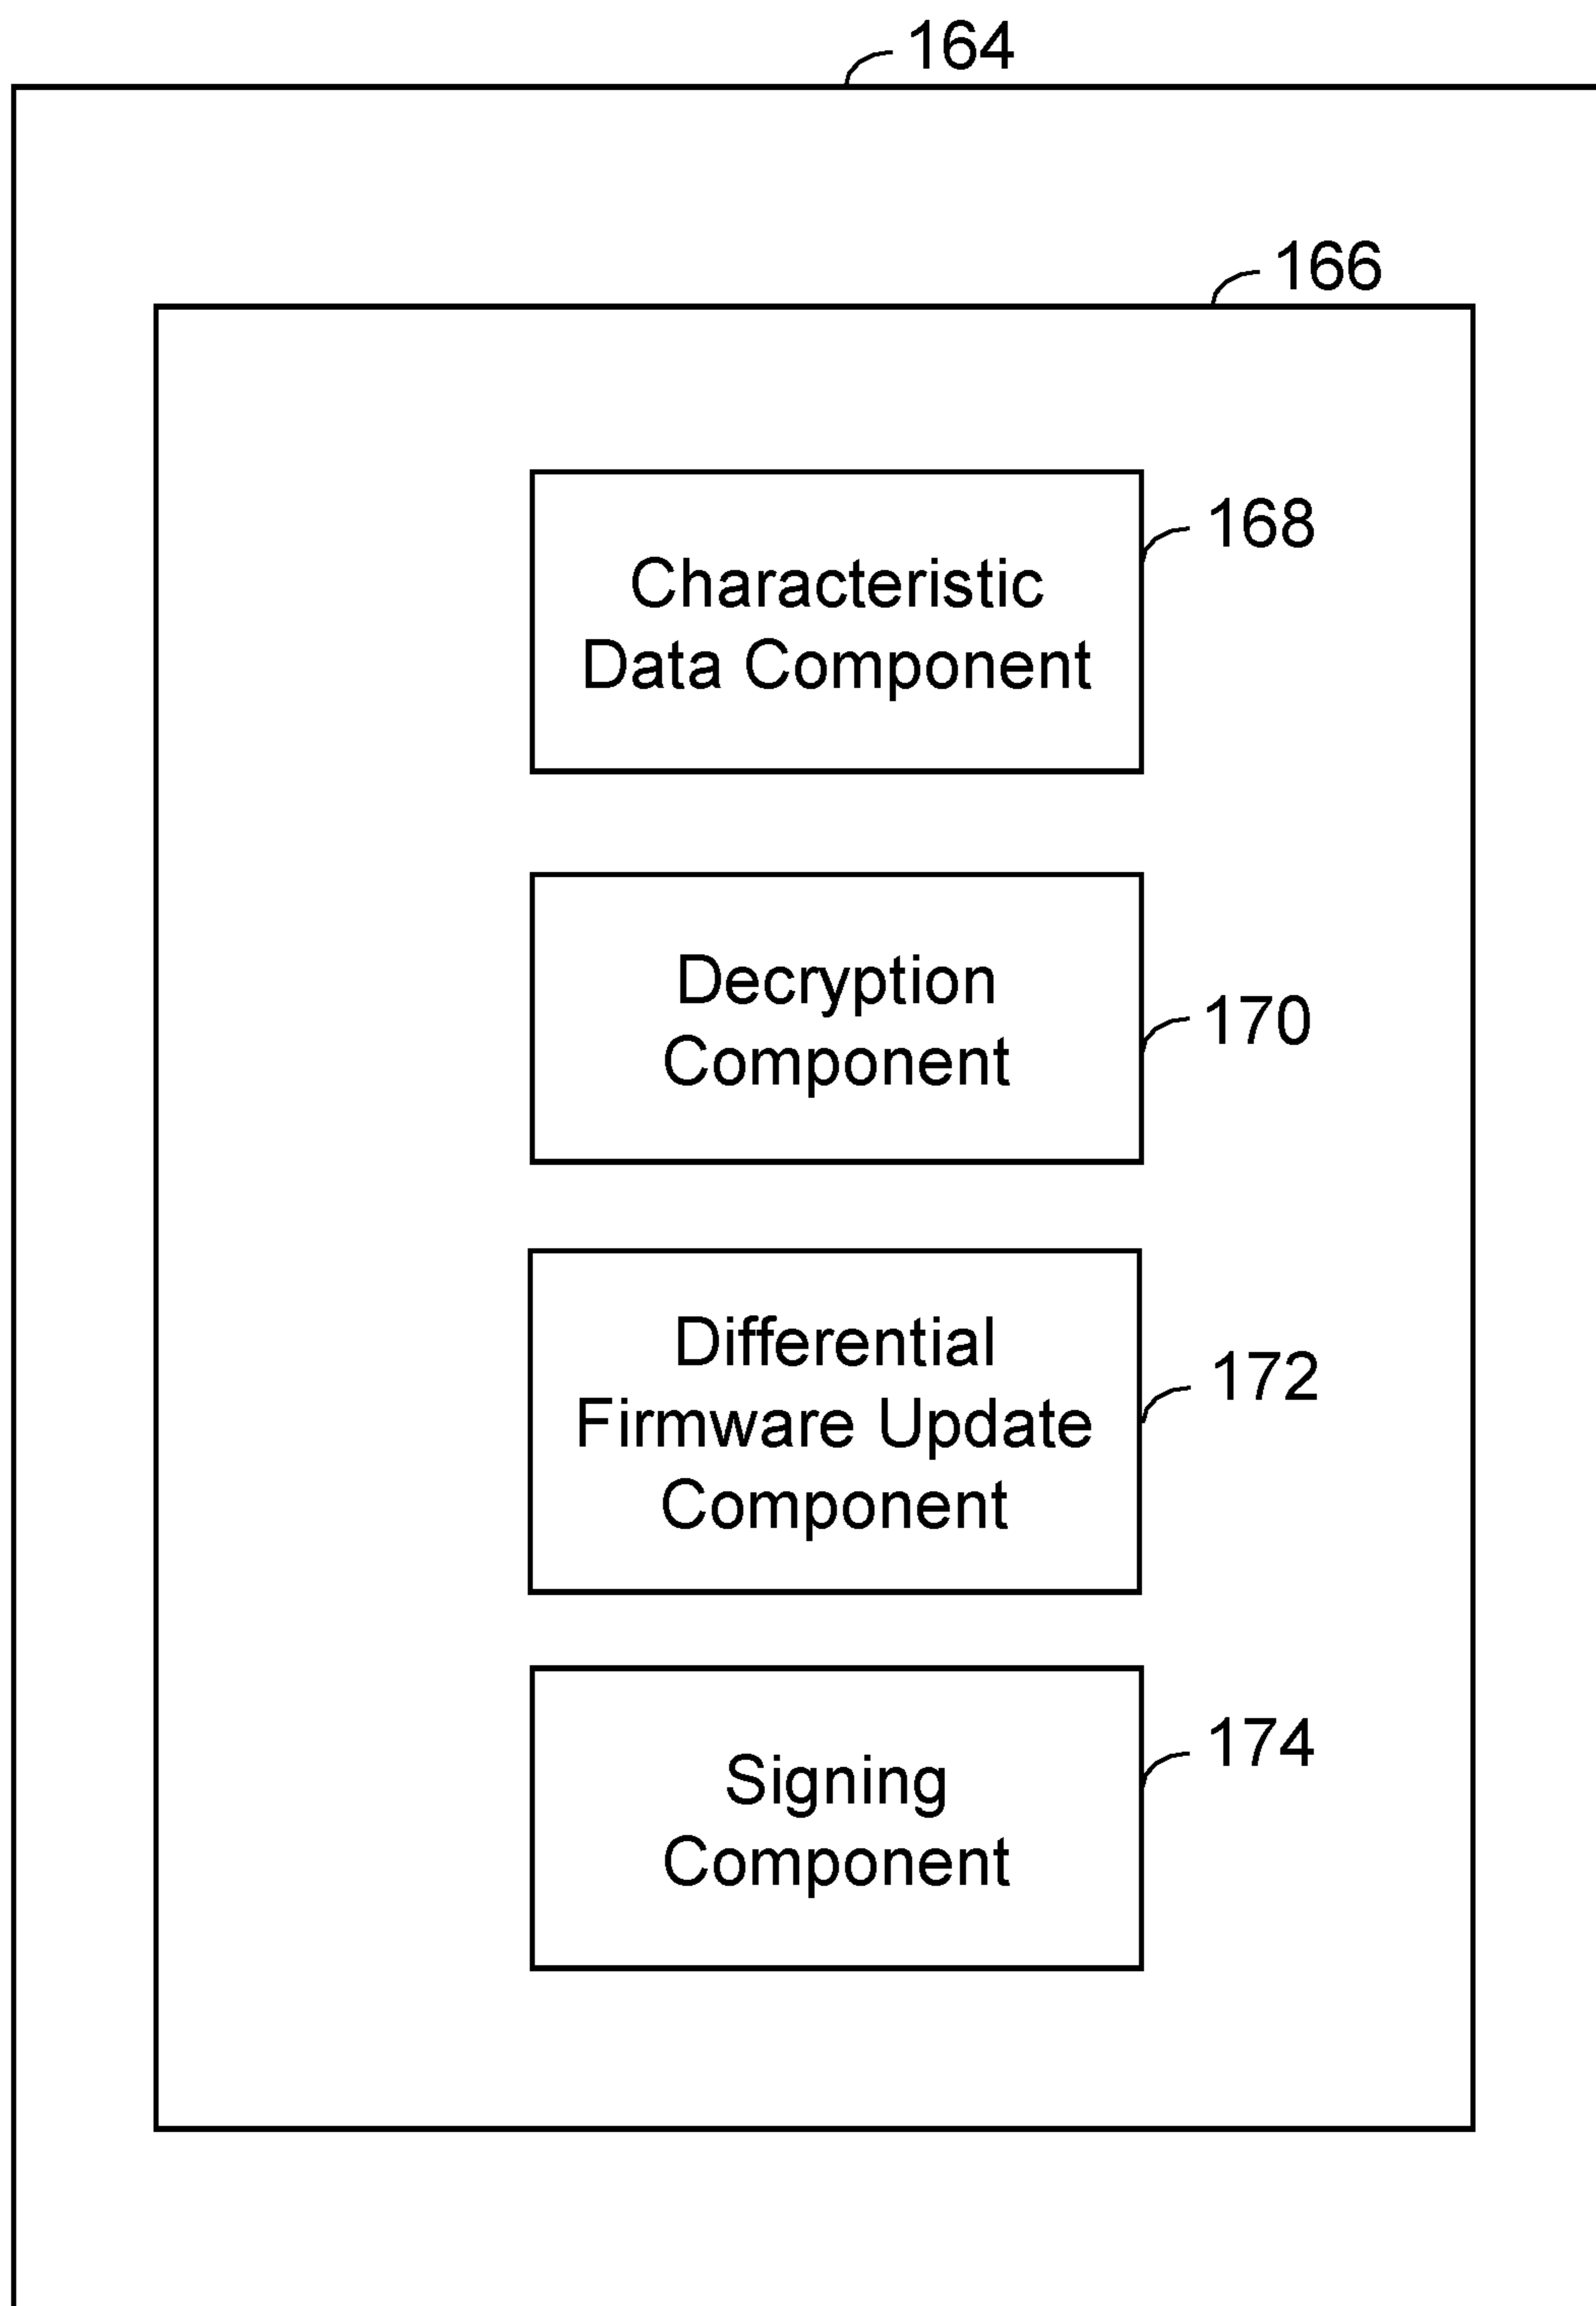 164
166
Characteristic
Data Component
168
Decryption
Component
170
Differential
Firmware Update
Component
172
Signing
Component
174